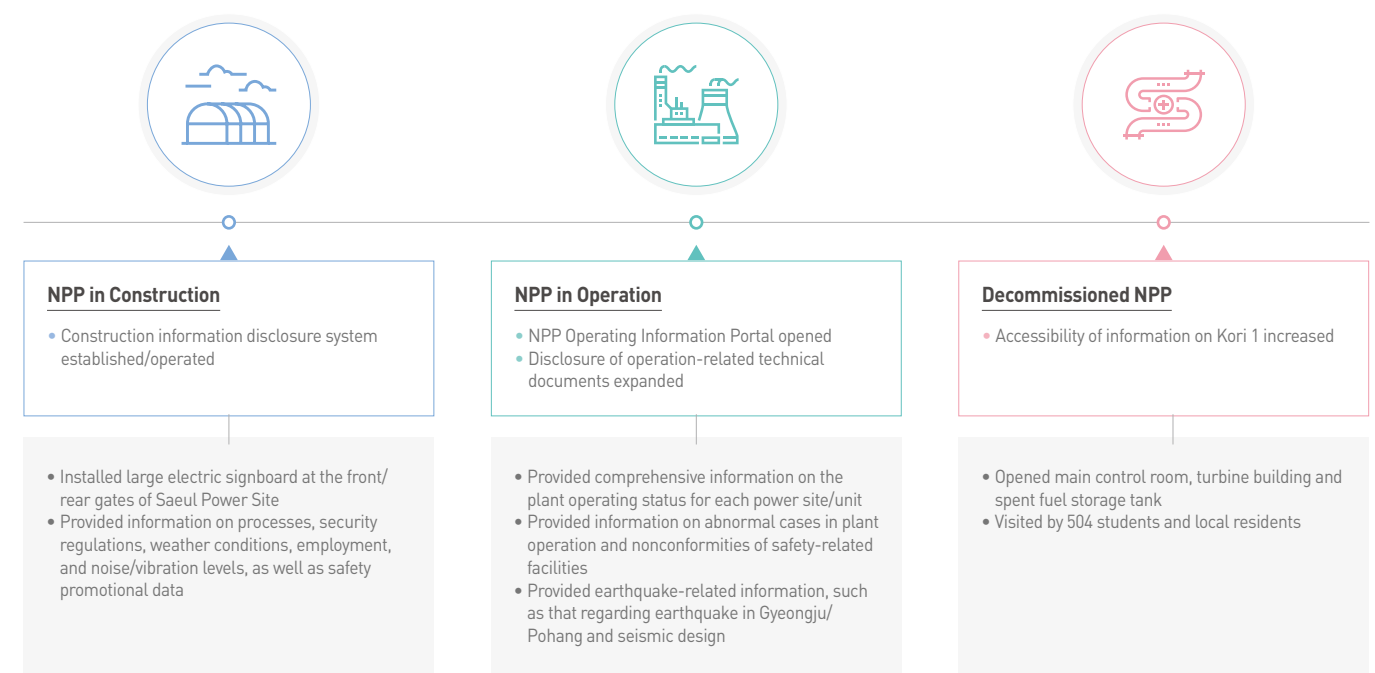 NPP in Construction
• Construction information disclosure system
established/operated
• Installed large electric signboard at the front/
rear gates of Saeul Power Site
• Provided information on processes, security
regulations, weather conditions, employment,
and noise/vibration levels, as well as safety
promotional data
NPP in Operation
• NPP Operating Information Portal opened
• Disclosure of operation-related technical
documents expanded
• Provided comprehensive information on the
plant operating status for each power site/unit
• Provided information on abnormal cases in plant
operation and nonconformities of safety-related
facilities
• Provided earthquake-related information, such
as that regarding earthquake in Gyeongju/
Pohang and seismic design
Decommissioned NPP
• Accessibility of information on Kori 1 increased
• Opened main control room, turbine building and
spent fuel storage tank
• Visited by 504 students and local residents